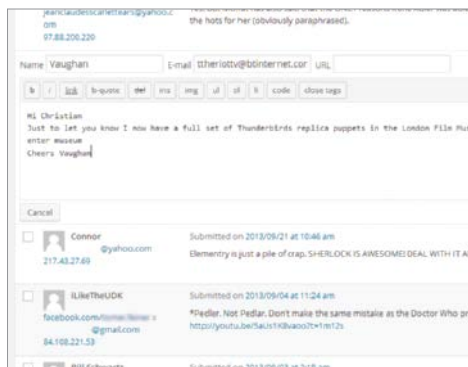 jeanclaudesscarlettfears@yahoo.c
om
97.88.200.220
the hots for her (obviously paraphrased).
Name Vaughan E-mail ttheriottv@btinternet.cor URL
b i link b-quote del ins img ul ol li code close tags
Hi Christian
Just to let you know I now have a full set of Thunderbirds replica puppets in the London Film Mus
enter museum
Cheers Vaughan
Cancel
Connor
@yahoo.com
217.43.27.69
Submitted on 2013/09/21 at 10:46 am
Elementry is just a pile of crap. SHERLOCK IS AWESOME! DEAL WITH IT A
iLikeTheUDK
facebook.com/
@gmail.com
84.108.221.53
Submitted on 2013/09/04 at 11:24 am
*Pedlar. Not Pedlar. Don't make the same mistake as the Doctor Who pr
http://youtu.be/5aUs1K8vaoo?t=1m12s